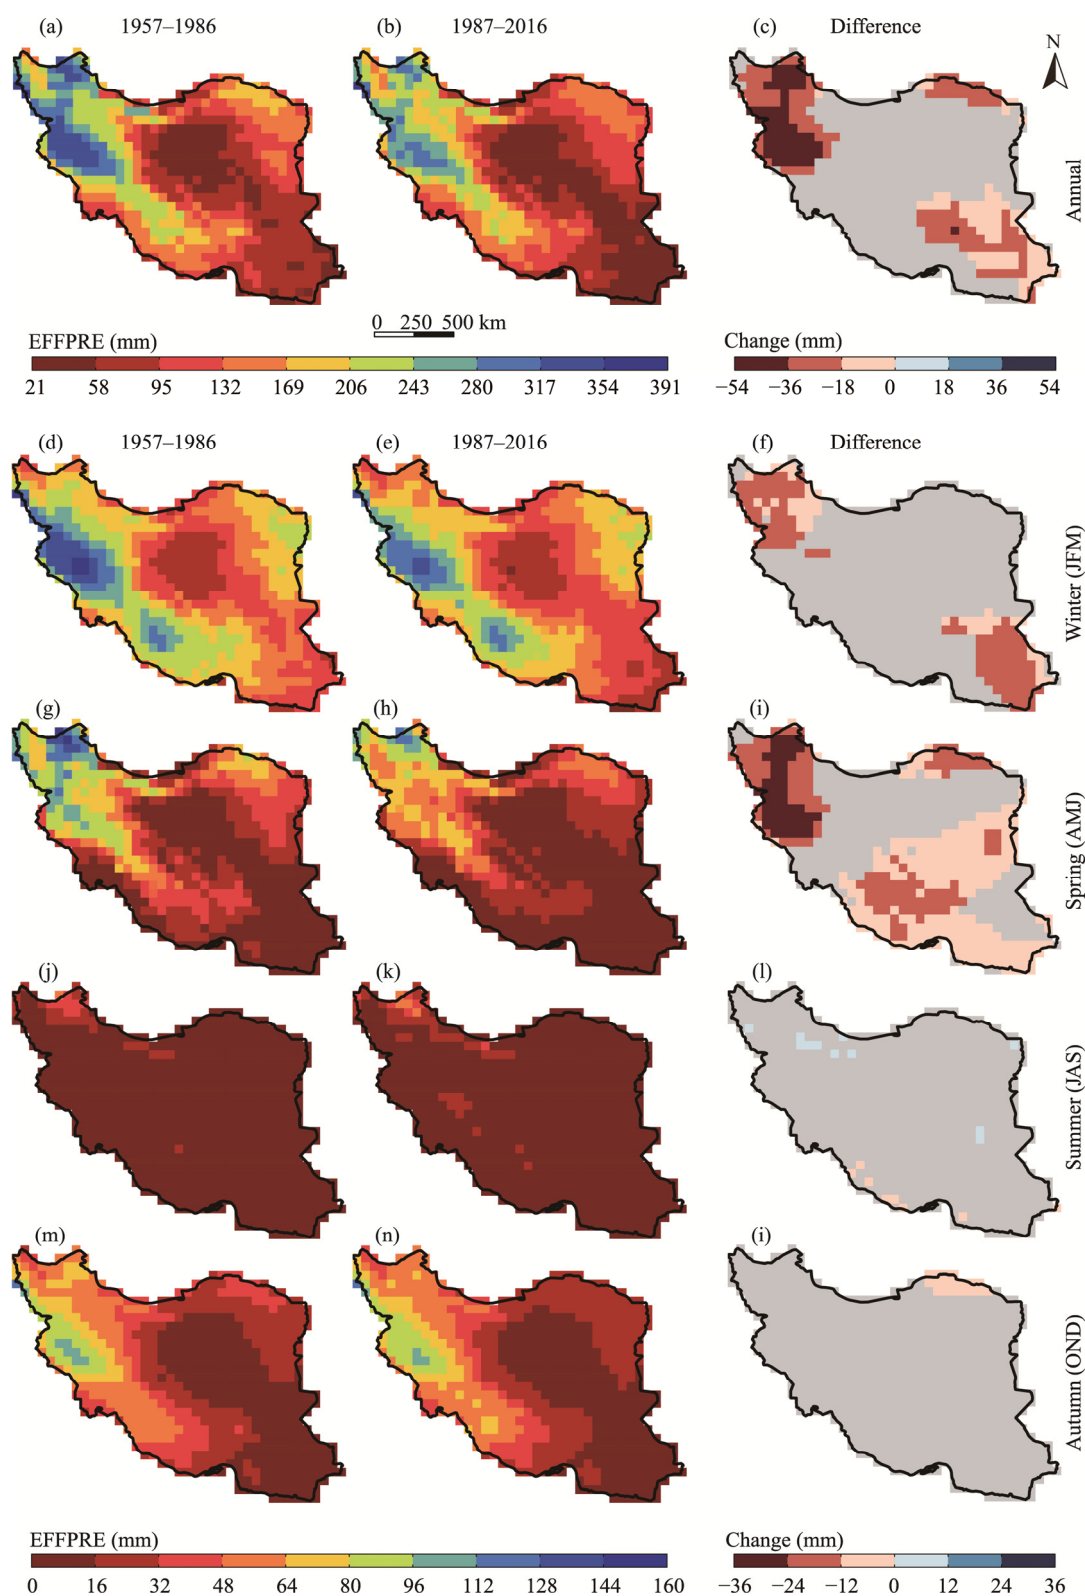 (a) 1957–1986 (b) 1987–2016 (c) Difference
N
Annual
0 250 500 km
EFFPRE (mm) Change (mm)
21 58 95 132 169 206 243 280 317 354 391 −54 −36 −18 0 18 36 54
(d) 1957–1986 (e) 1987–2016 (f) Difference
Winter (JFM)
(g) (h) (i)
Spring (AMJ)
(j) (k) (l)
Summer (JAS)
(m) (n) (i)
Autumn (OND)
EFFPRE (mm) Change (mm)
0 16 32 48 64 80 96 112 128 144 160 −36 −24 −12 0 12 24 36